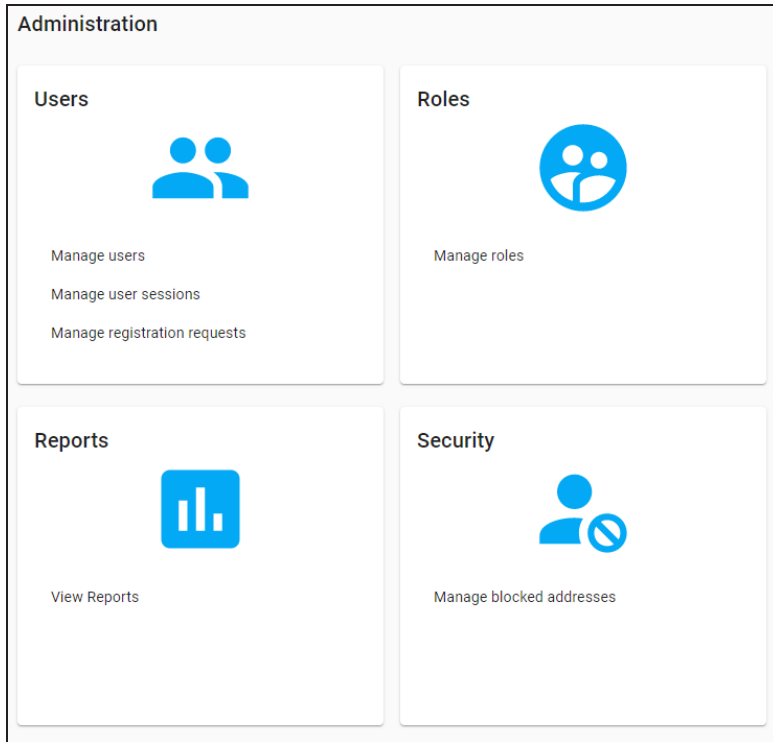 Administration
Users
Manage users
Manage user sessions
Manage registration requests
Roles
Manage roles
Reports
View Reports
Security
Manage blocked addresses